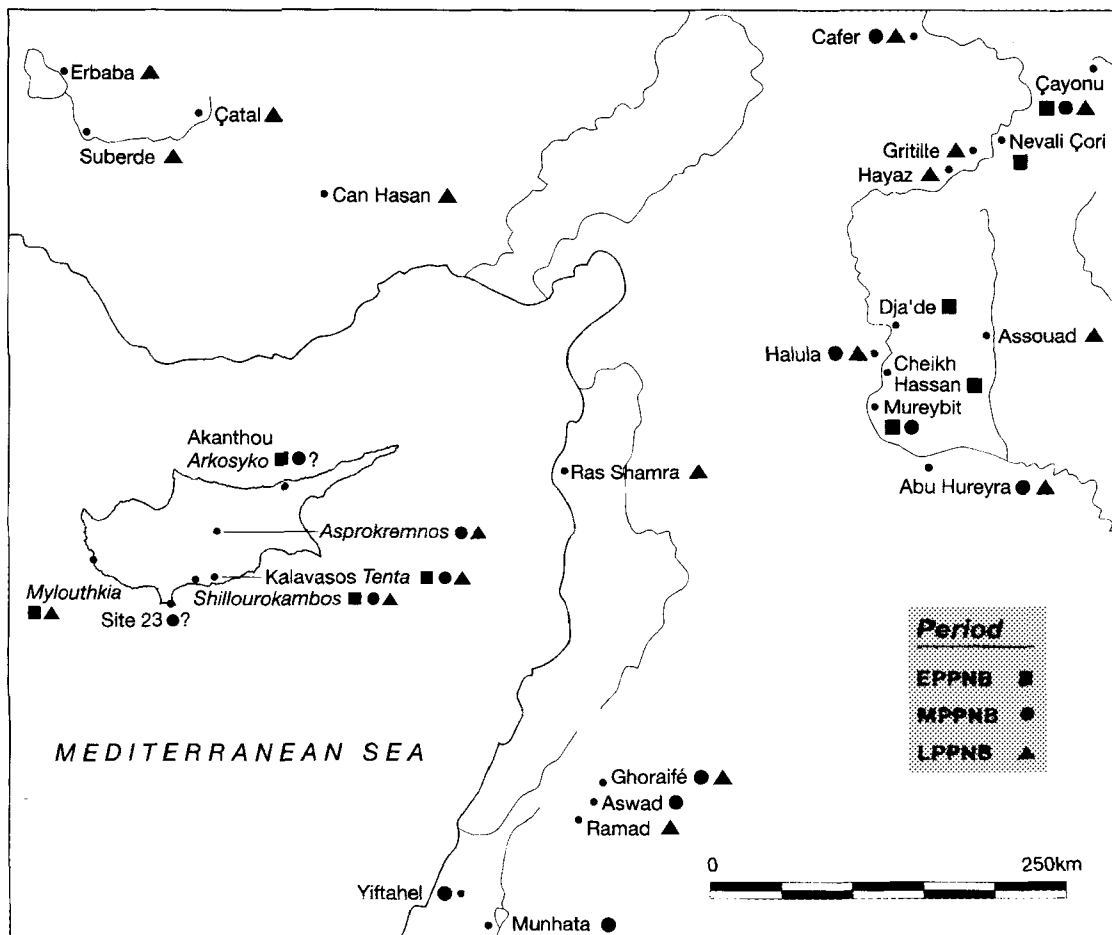 Erbaba
Çatal
Suberde
Can Hasan
Cafer
Çayonu
Nevali Çori
Gritille
Hayaz
Dja'de
Assouad
Halula
Cheikh
Hassan
Mureybit
Abu Hureyra
Akanthou
Arkosyko ?
Ras Shamra
Asprokremnos
Kalavasos Tenta
Mylouthkia
Shillourokambos
Site 23 ?
Period
EPPNB
MPPNB
LPPNB
MEDITERRANEAN SEA
Ghoraifé
Aswad
Ramad
0 250km
Yiftahel
Munhata